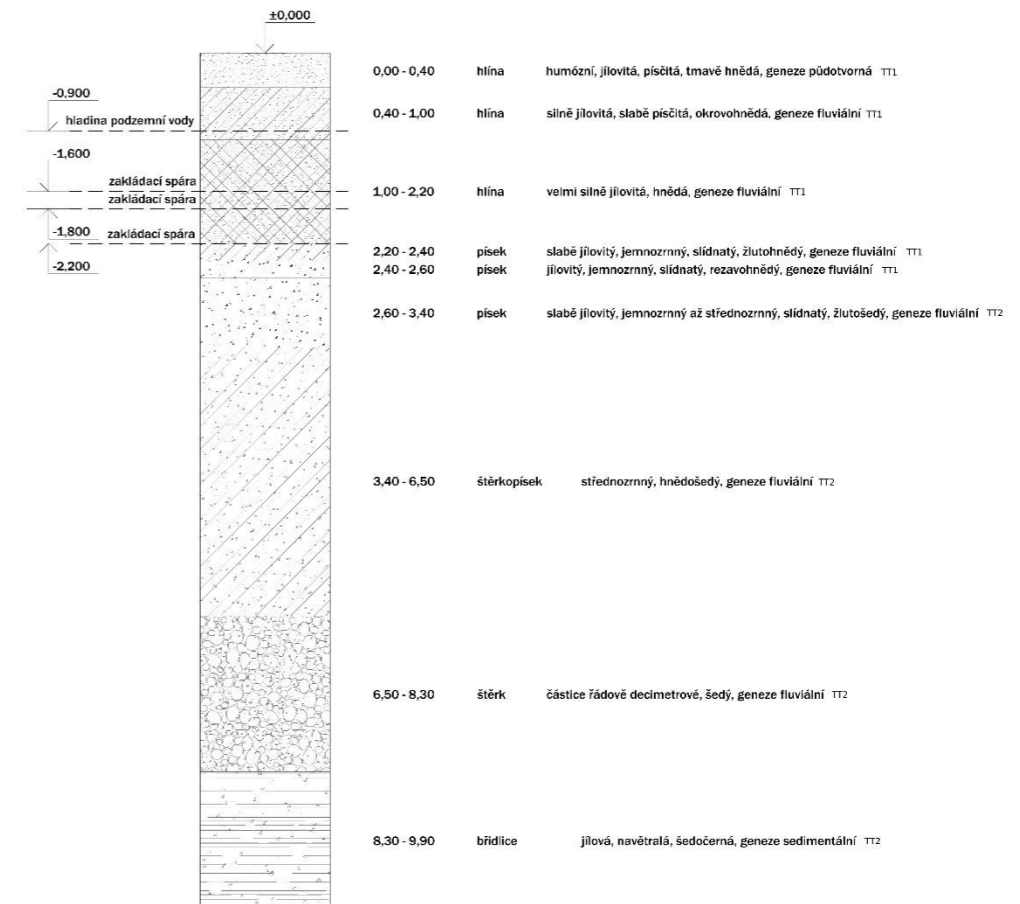 ±0,000
0,00 - 0,40 hlína humózní, jílovitá, písčitá, tmavě hnědá, geneze půdotvorná TT1
-0,900
0,40 - 1,00 hlína silně jílovitá, slabě písčitá, okrovohnědá, geneze fluviální TT1
hladina podzemní vody
-1,600
zakládací spára
1,00 - 2,20 hlína velmi silně jílovitá, hnědá, geneze fluviální TT1
zakládací spára
-1,800
zakládací spára
2,20 - 2,40 písek slabě jílovitý, jemnozrnný, slídnatý, žlutohnědý, geneze fluviální TT1
-2,200
2,40 - 2,60 písek jílovitý, jemnozrnný, slídnatý, rezavohnědý, geneze fluviální TT1
2,60 - 3,40 písek slabě jílovitý, jemnozrnný až střednozrnný, slídnatý, žlutošedý, geneze fluviální TT2
3,40 - 6,50 štěrkopísek střednozrnný, hnědošedý, geneze fluviální TT2
6,50 - 8,30 štěrk částice řádově decimetrové, šedý, geneze fluviální TT2
8,30 - 9,90 břidlice jílová, navětralá, šedočerná, geneze sedimentální TT2